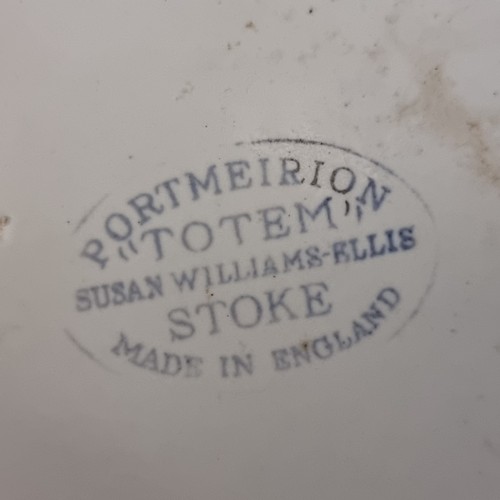 PORTMEIRION
"TOTEM"
SUSAN WILLIAMS-ELLIS
STOKE
MADE IN ENGLAND